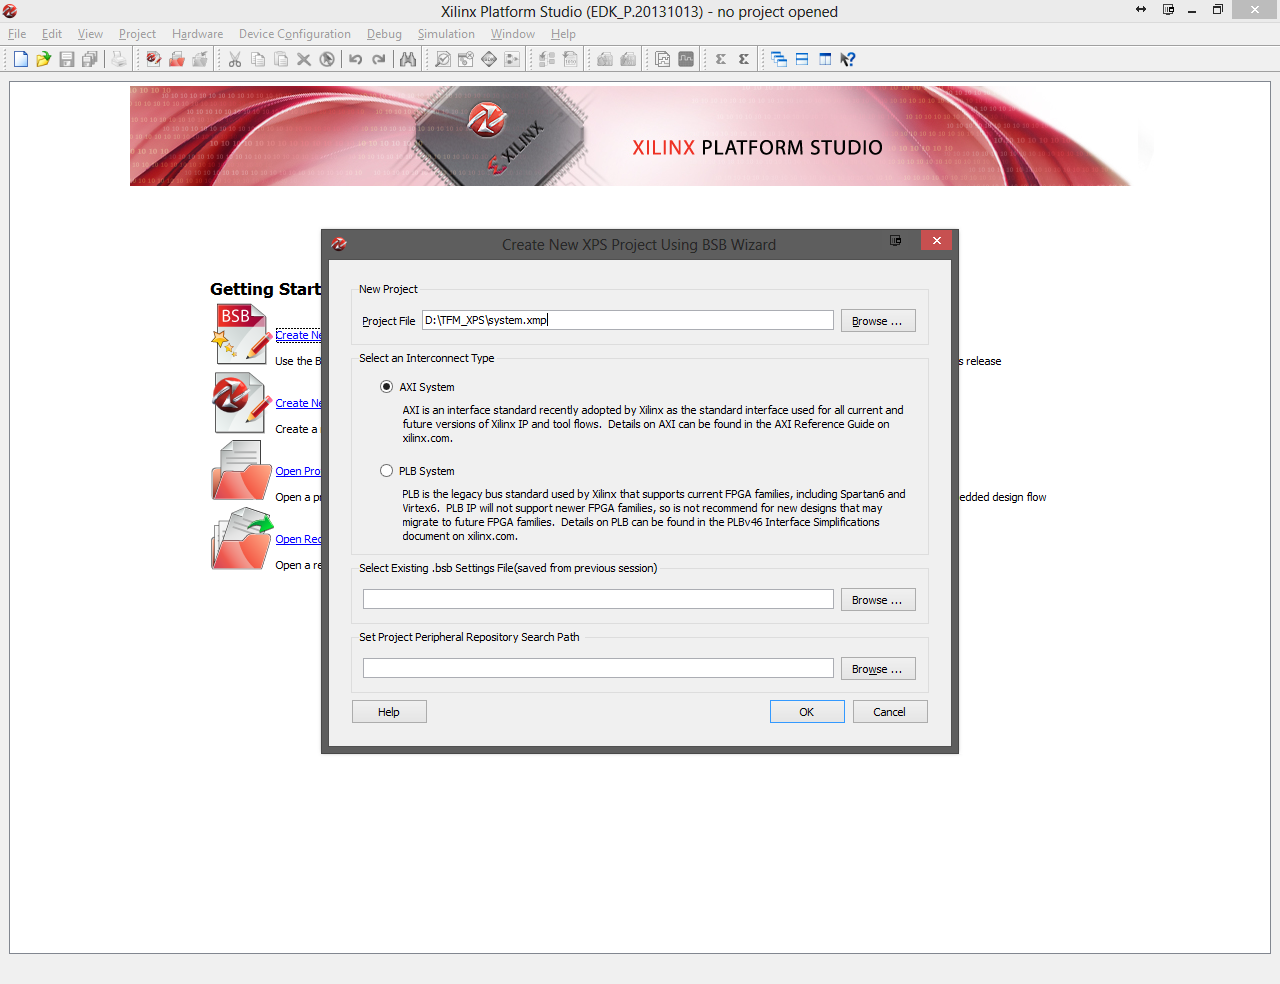 Xilinx Platform Studio (EDK_P.20131013) - no project opened
File Edit View Project Hardware Device Configuration Debug Simulation Window Help
XILINX
XILINX PLATFORM STUDIO
Create New XPS Project Using BSB Wizard
Getting Start
BSB
Create Ne
Use the B
s release
Create Ne
Create a
Open Pro
Open a p
edded design flow
Open Rec
Open a re
New Project
Project File D:\TFM_XPS\system.xmp Browse ...
Select an Interconnect Type
AXI System
AXI is an interface standard recently adopted by Xilinx as the standard interface used for all current and
future versions of Xilinx IP and tool flows. Details on AXI can be found in the AXI Reference Guide on
xilinx.com.
PLB System
PLB is the legacy bus standard used by Xilinx that supports current FPGA families, including Spartan6 and
Virtex6. PLB IP will not support newer FPGA families, so is not recommend for new designs that may
migrate to future FPGA families. Details on PLB can be found in the PLBv46 Interface Simplifications
document on xilinx.com.
Select Existing .bsb Settings File(saved from previous session)
Browse ...
Set Project Peripheral Repository Search Path
Browse ...
Help OK Cancel